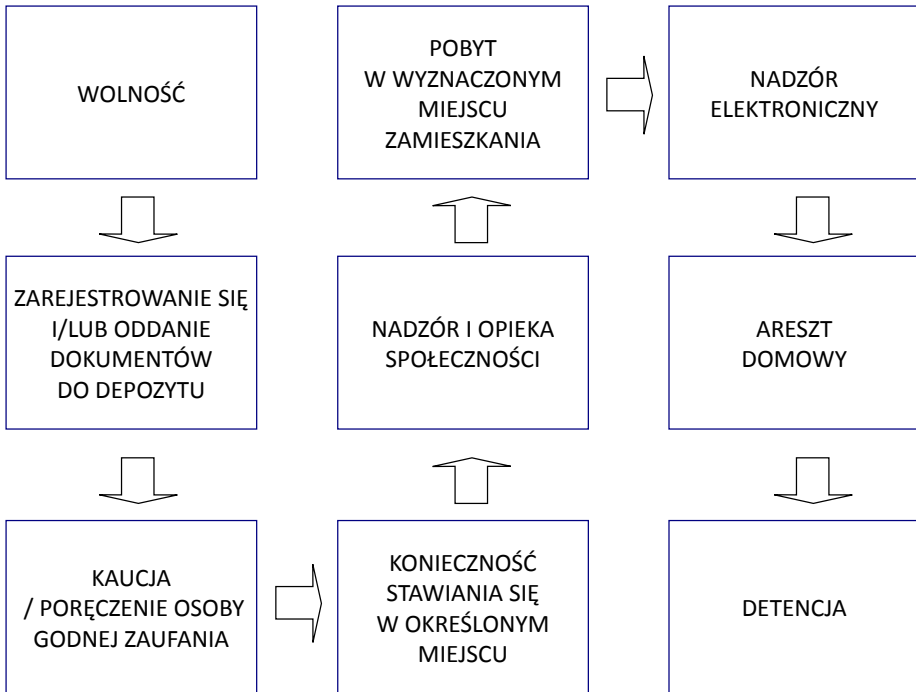 WOLNOŚĆ
ZAREJESTROWANIE SIĘ
I/LUB ODDANIE
DOKUMENTÓW
DO DEPOZYTU
KAUCJA
/ PORĘCZENIE OSOBY
GODNEJ ZAUFANIA
KONIECZNOŚĆ
STAWIANIA SIĘ
W OKREŚLONYM
MIEJSCU
NADZÓR I OPIEKA
SPOŁECZNOŚCI
POBYT
W WYZNACZONYM
MIEJSCU
ZAMIESZKANIA
NADZÓR
ELEKTRONICZNY
ARESZT
DOMOWY
DETENCJA